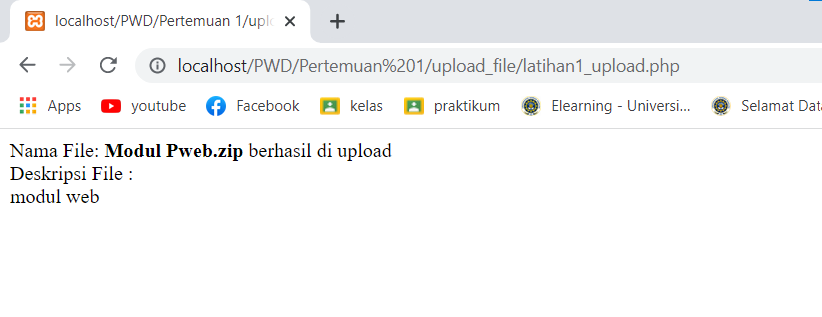 localhost/PWD/Pertemuan 1/uplo
localhost/PWD/Pertemuan%201/upload_file/latihan1_upload.php
Apps youtube Facebook kelas praktikum Elearning - Universi... Selamat Data
Nama File: Modul Pweb.zip berhasil di upload
Deskripsi File :
modul web